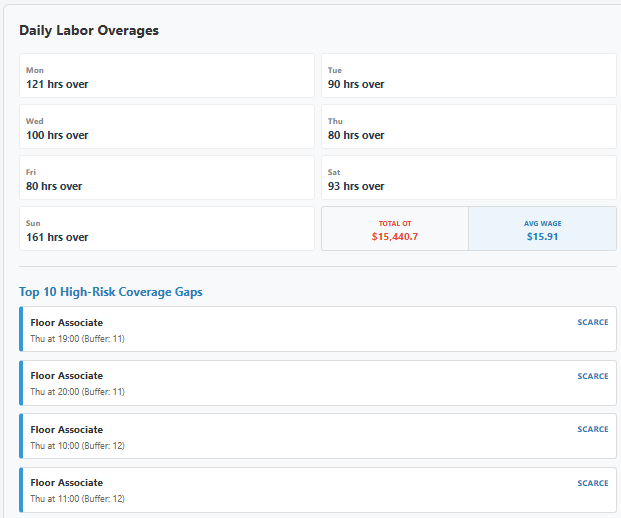 Daily Labor Overages
Mon
121 hrs over
Tue
90 hrs over
Wed
100 hrs over
Thu
80 hrs over
Fri
80 hrs over
Sat
93 hrs over
Sun
161 hrs over
TOTAL OT
$15,440.7
AVG WAGE
$15.91
Top 10 High-Risk Coverage Gaps
Floor Associate
SCARCE
Thu at 19:00 (Buffer: 11)
Floor Associate
SCARCE
Thu at 20:00 (Buffer: 11)
Floor Associate
SCARCE
Thu at 10:00 (Buffer: 12)
Floor Associate
SCARCE
Thu at 11:00 (Buffer: 12)